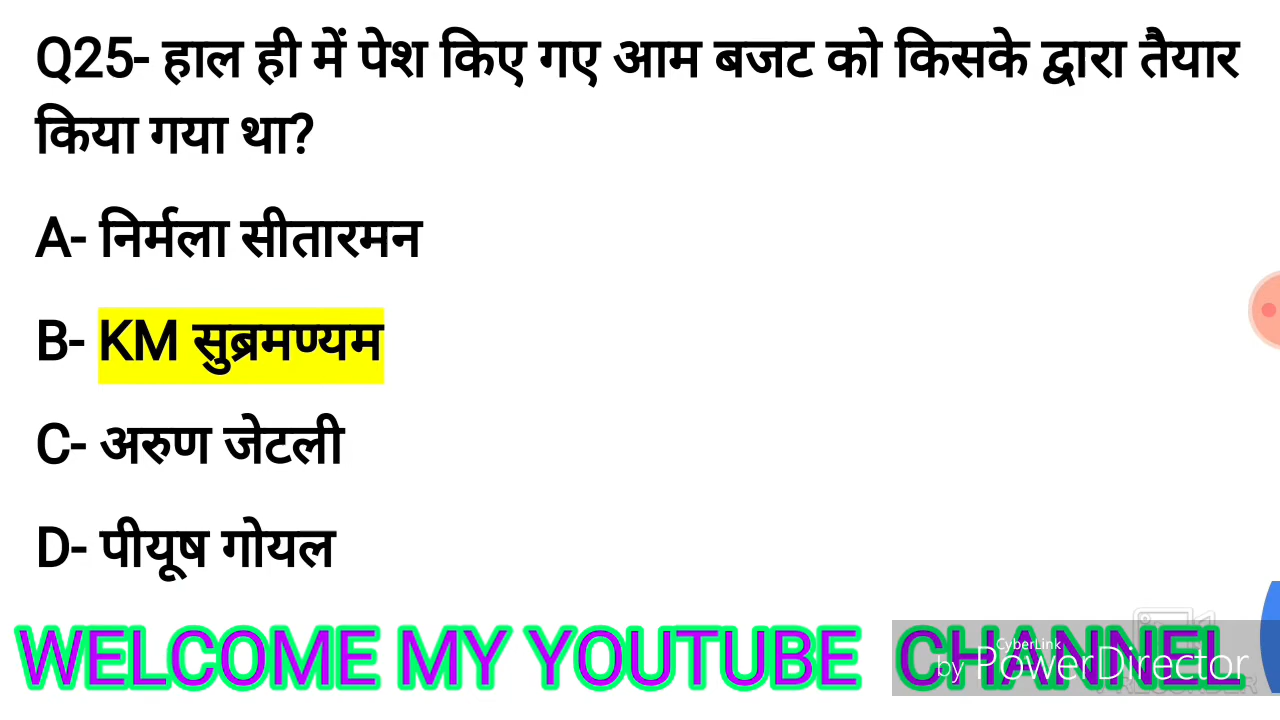 Q25- हाल ही में पेश किए गए आम बजट को किसके द्वारा तैयार
किया गया था?
A- निर्मला सीतारमन
B- KM सुब्रमण्यम
C- अरुण जेटली
D- पीयूष गोयल
WELCOME MY YOUTUBE CHANNEL
CyberLink
by PowerDirector